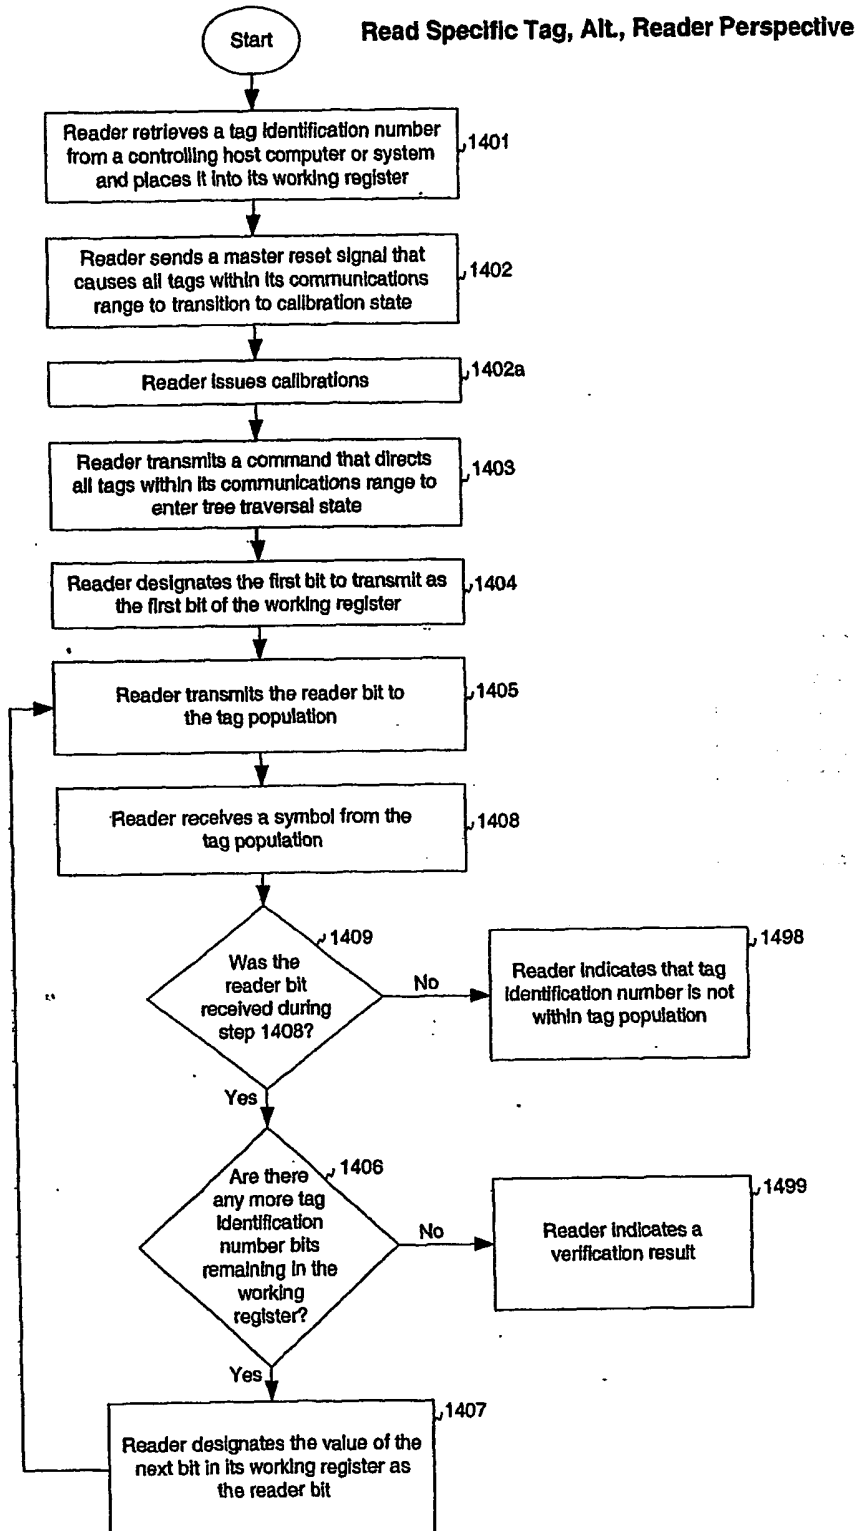 Read Specific Tag, Alt., Reader Perspective
Start
Reader retrieves a tag identification number
from a controlling host computer or system
and places it into its working register
1401
Reader sends a master reset signal that
causes all tags within its communications
range to transition to calibration state
1402
Reader issues calibrations
1402a
Reader transmits a command that directs
all tags within its communications range to
enter tree traversal state
1403
Reader designates the first bit to transmit as
the first bit of the working register
1404
Reader transmits the reader bit to
the tag population
1405
Reader receives a symbol from the
tag population
1408
1409
Was the
reader bit
received during
step 1408?
No
1498
Reader indicates that tag
identification number is not
within tag population
Yes
1406
Are there
any more tag
identification
number bits
remaining in the
working
register?
No
1499
Reader indicates a
verification result
Yes
1407
Reader designates the value of the
next bit in its working register as
the reader bit